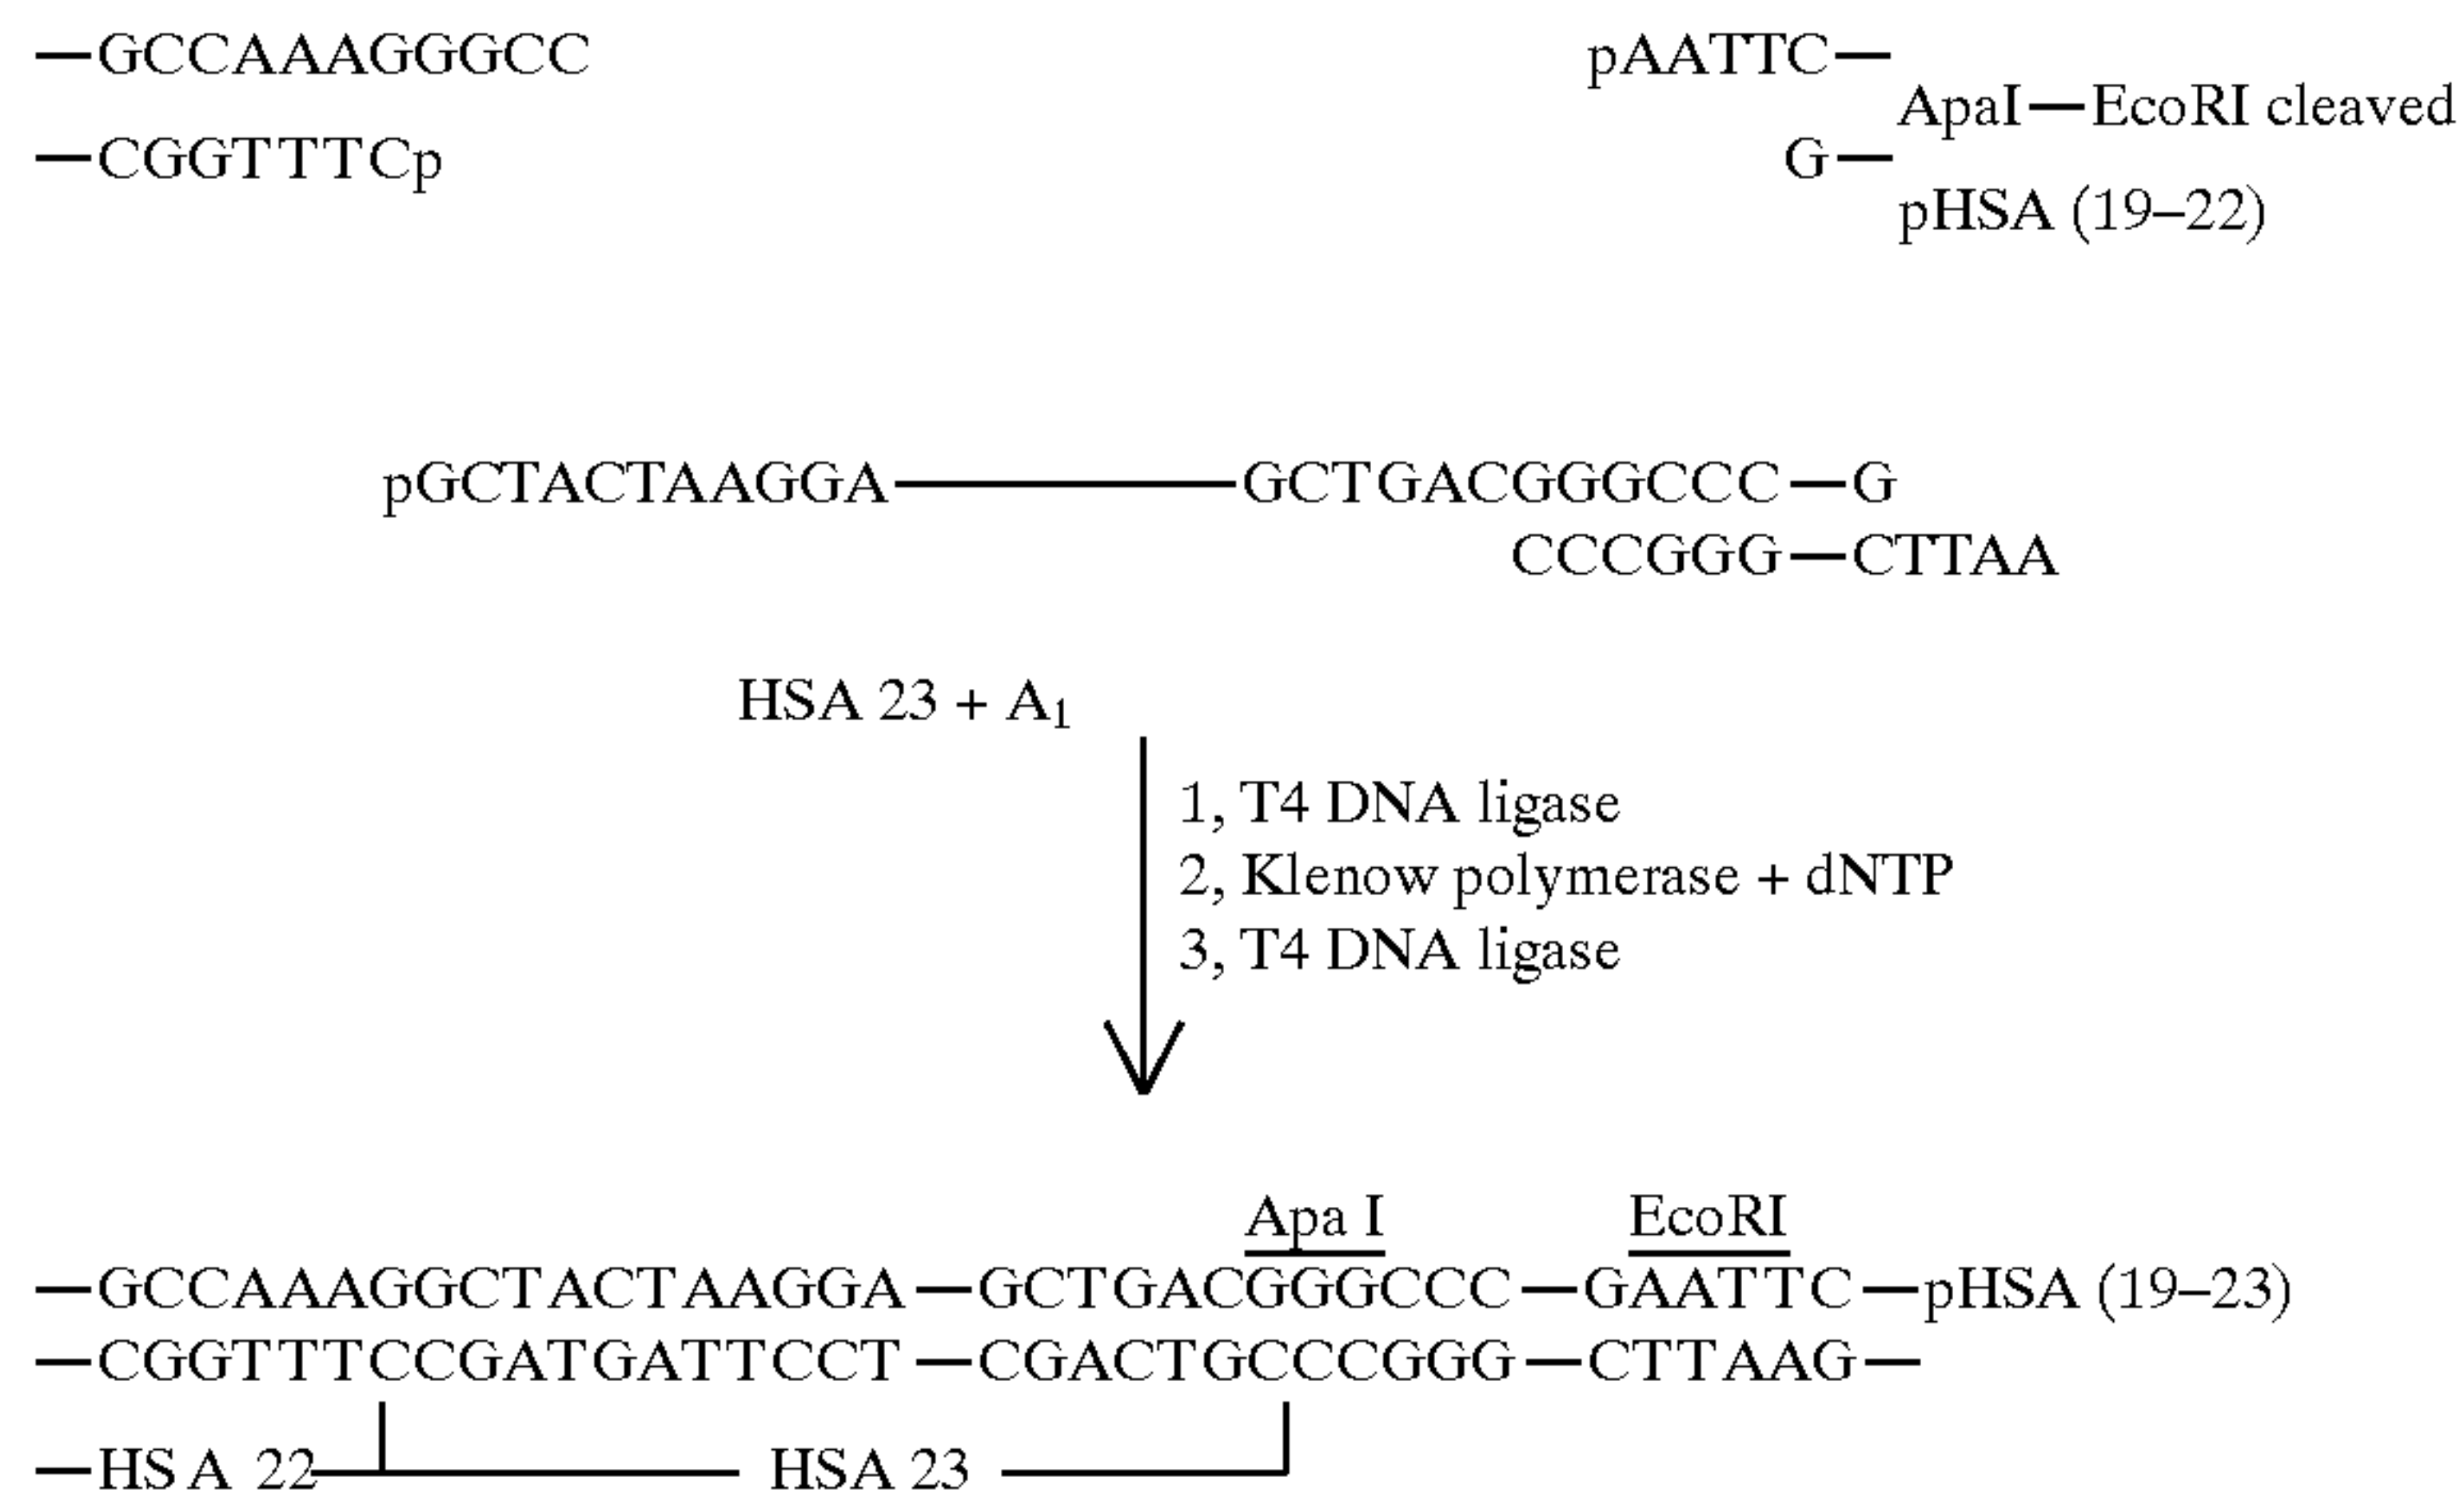 —GCCAAAGGGCC pAATTC—
ApaI—EcoRI cleaved
—CGGTTTCp G—
pHSA (19–22)
pGCTACTAAGGA—GCTGACGGGCCC—G
CCCGGG—CTTAA
HSA 23 + A₁
1, T4 DNA ligase
2, Klenow polymerase + dNTP
3, T4 DNA ligase
Apa I EcoRI
—GCCAAAGGCTACTAAGGA—GCTGACGGGCCC—GAATTC—pHSA (19–23)
—CGGTTTCCGATGATTCCT—CGACTGCCCGGG—CTTAAG—
—HSA 22 — HSA 23 —